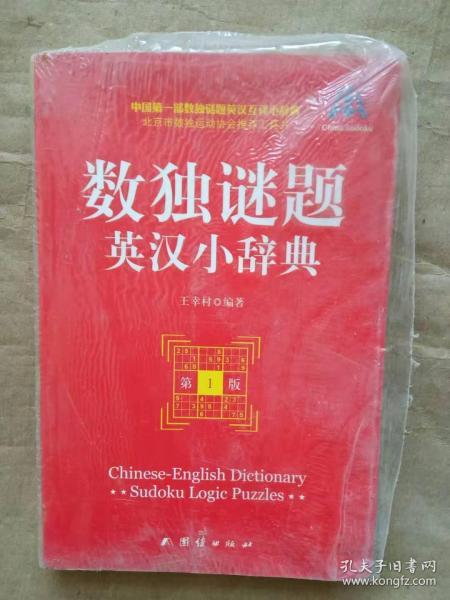 中国第一部数独谜题英汉互译小辞典
北京市数独运动协会推荐工具书
China Sudoku
数独谜题
英汉小辞典
王幸村◎编著
第 1 版
Chinese-English Dictionary
★★ Sudoku Logic Puzzles ★★
团结出版社
孔夫子旧书网
www.kongfz.com